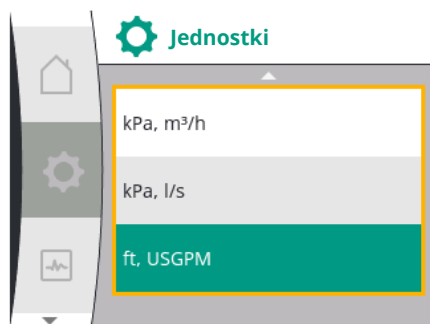 Jednostki
kPa, m³/h
kPa, l/s
ft, USGPM